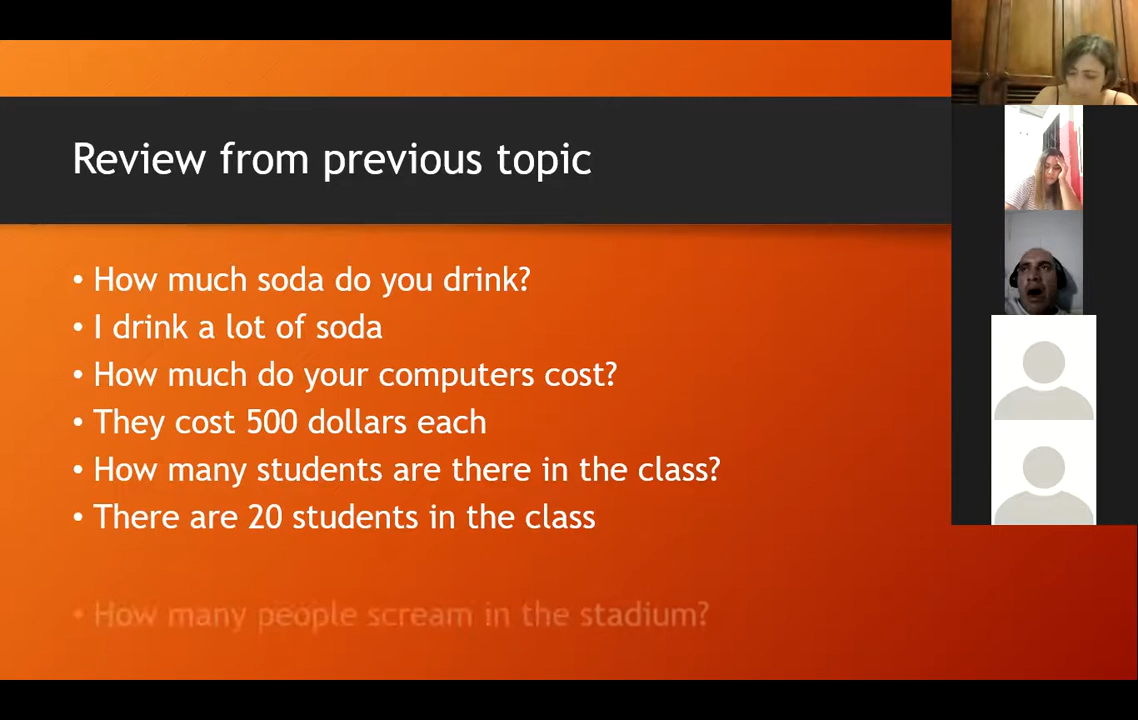 Review from previous topic
• How much soda do you drink?
• I drink a lot of soda
• How much do your computers cost?
• They cost 500 dollars each
• How many students are there in the class?
• There are 20 students in the class
• How many people scream in the stadium?